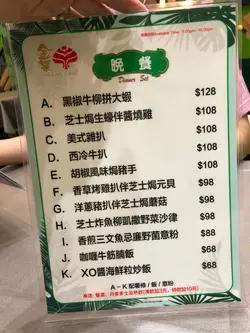 晚餐
Dinner Set
A. 黑椒牛柳拼大蝦 $128
B. 芝士焗生蠔伴醬燒雞 $108
C. 美式雜扒 $108
D. 西冷牛扒 $108
E. 胡椒風味焗豬手 $108
F. 香草烤雞扒伴芝士焗元貝 $98
G. 洋蔥豬扒伴芝士焗蘑菇 $98
H. 芝士炸魚柳凱撒野菜沙律 $98
I. 香煎三文魚忌廉野菌意粉 $98
J. 咖喱牛筋腩飯 $68
K. XO醬海鮮粒炒飯 $68
A-K 配薯條 / 飯 / 意粉